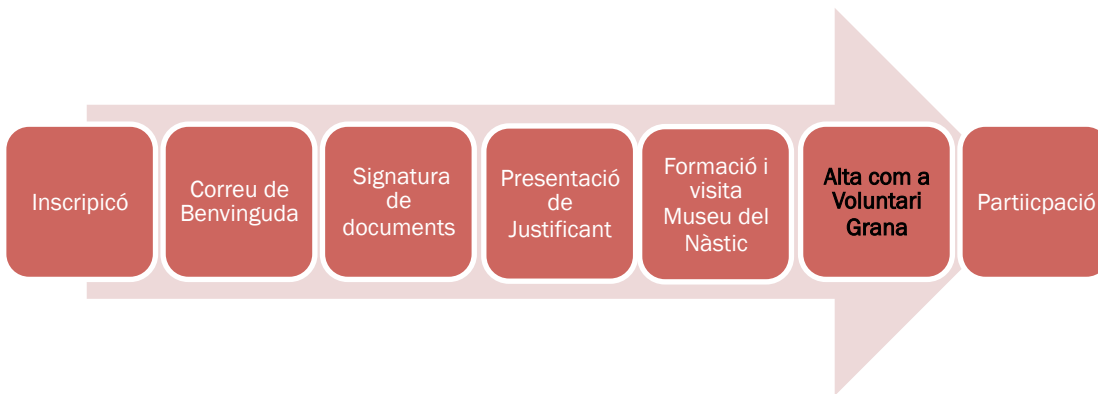 Inscripicó
Correu de
Benvinguda
Signatura
de
documents
Presentació
de
Justificant
Formació i
visita
Museu del
Nàstic
Alta com a
Voluntari
Grana
Partiicpació